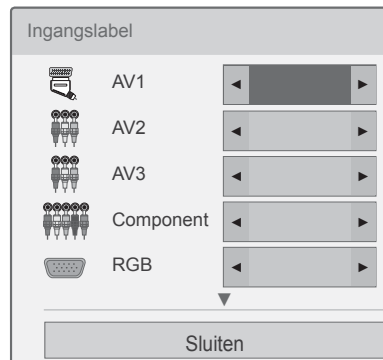 Ingangslabel
AV1
AV2
AV3
Component
RGB
Sluiten